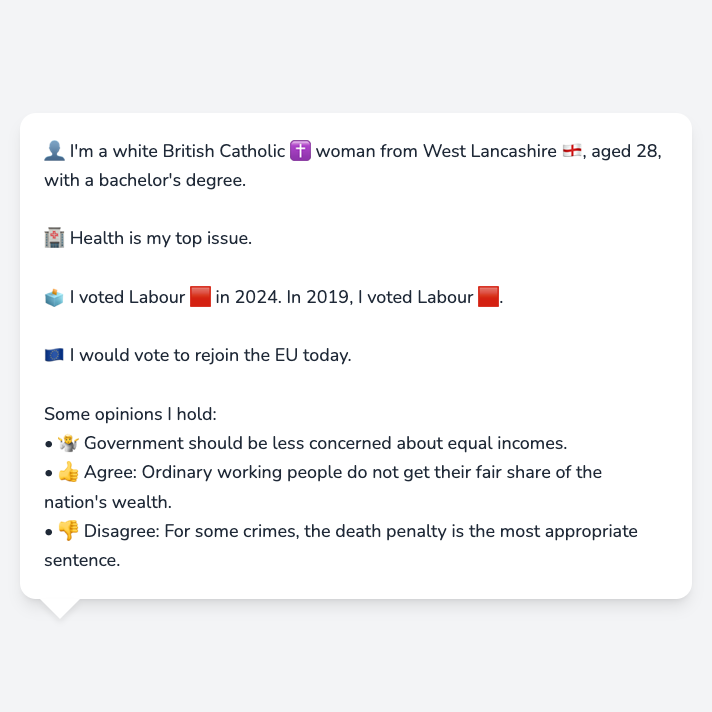 👤 I'm a white British Catholic ✝️ woman from West Lancashire 🏴󠁧󠁢󠁥󠁮󠁧󠁿, aged 28,
with a bachelor's degree.
🏥 Health is my top issue.
🗳️ I voted Labour 🟥 in 2024. In 2019, I voted Labour 🟥.
🇪🇺 I would vote to rejoin the EU today.
Some opinions I hold:
• 🤷 Government should be less concerned about equal incomes.
• 👍 Agree: Ordinary working people do not get their fair share of the
nation's wealth.
• 👎 Disagree: For some crimes, the death penalty is the most appropriate
sentence.